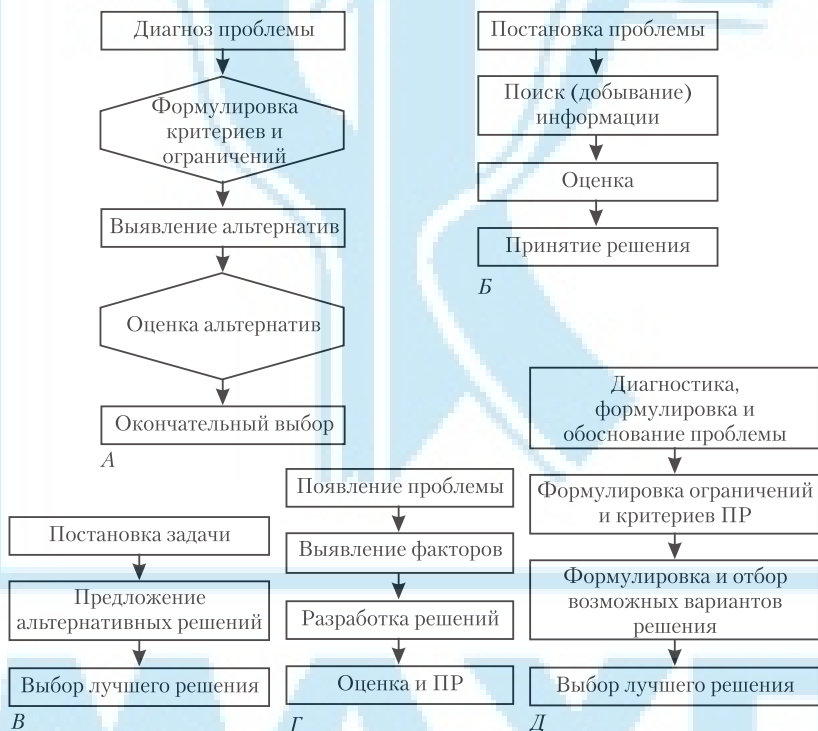 Диагноз проблемы
Формулировка
критериев и
ограничений
Выявление альтернатив
Оценка альтернатив
Окончательный выбор
А
Постановка проблемы
Поиск (добывание)
информации
Оценка
Принятие решения
Б
Постановка задачи
Предложение
альтернативных решений
Выбор лучшего решения
В
Появление проблемы
Выявление факторов
Разработка решений
Оценка и ПР
Г
Диагностика,
формулировка и
обоснование проблемы
Формулировка ограничений
и критериев ПР
Формулировка и отбор
возможных вариантов
решения
Выбор лучшего решения
Д